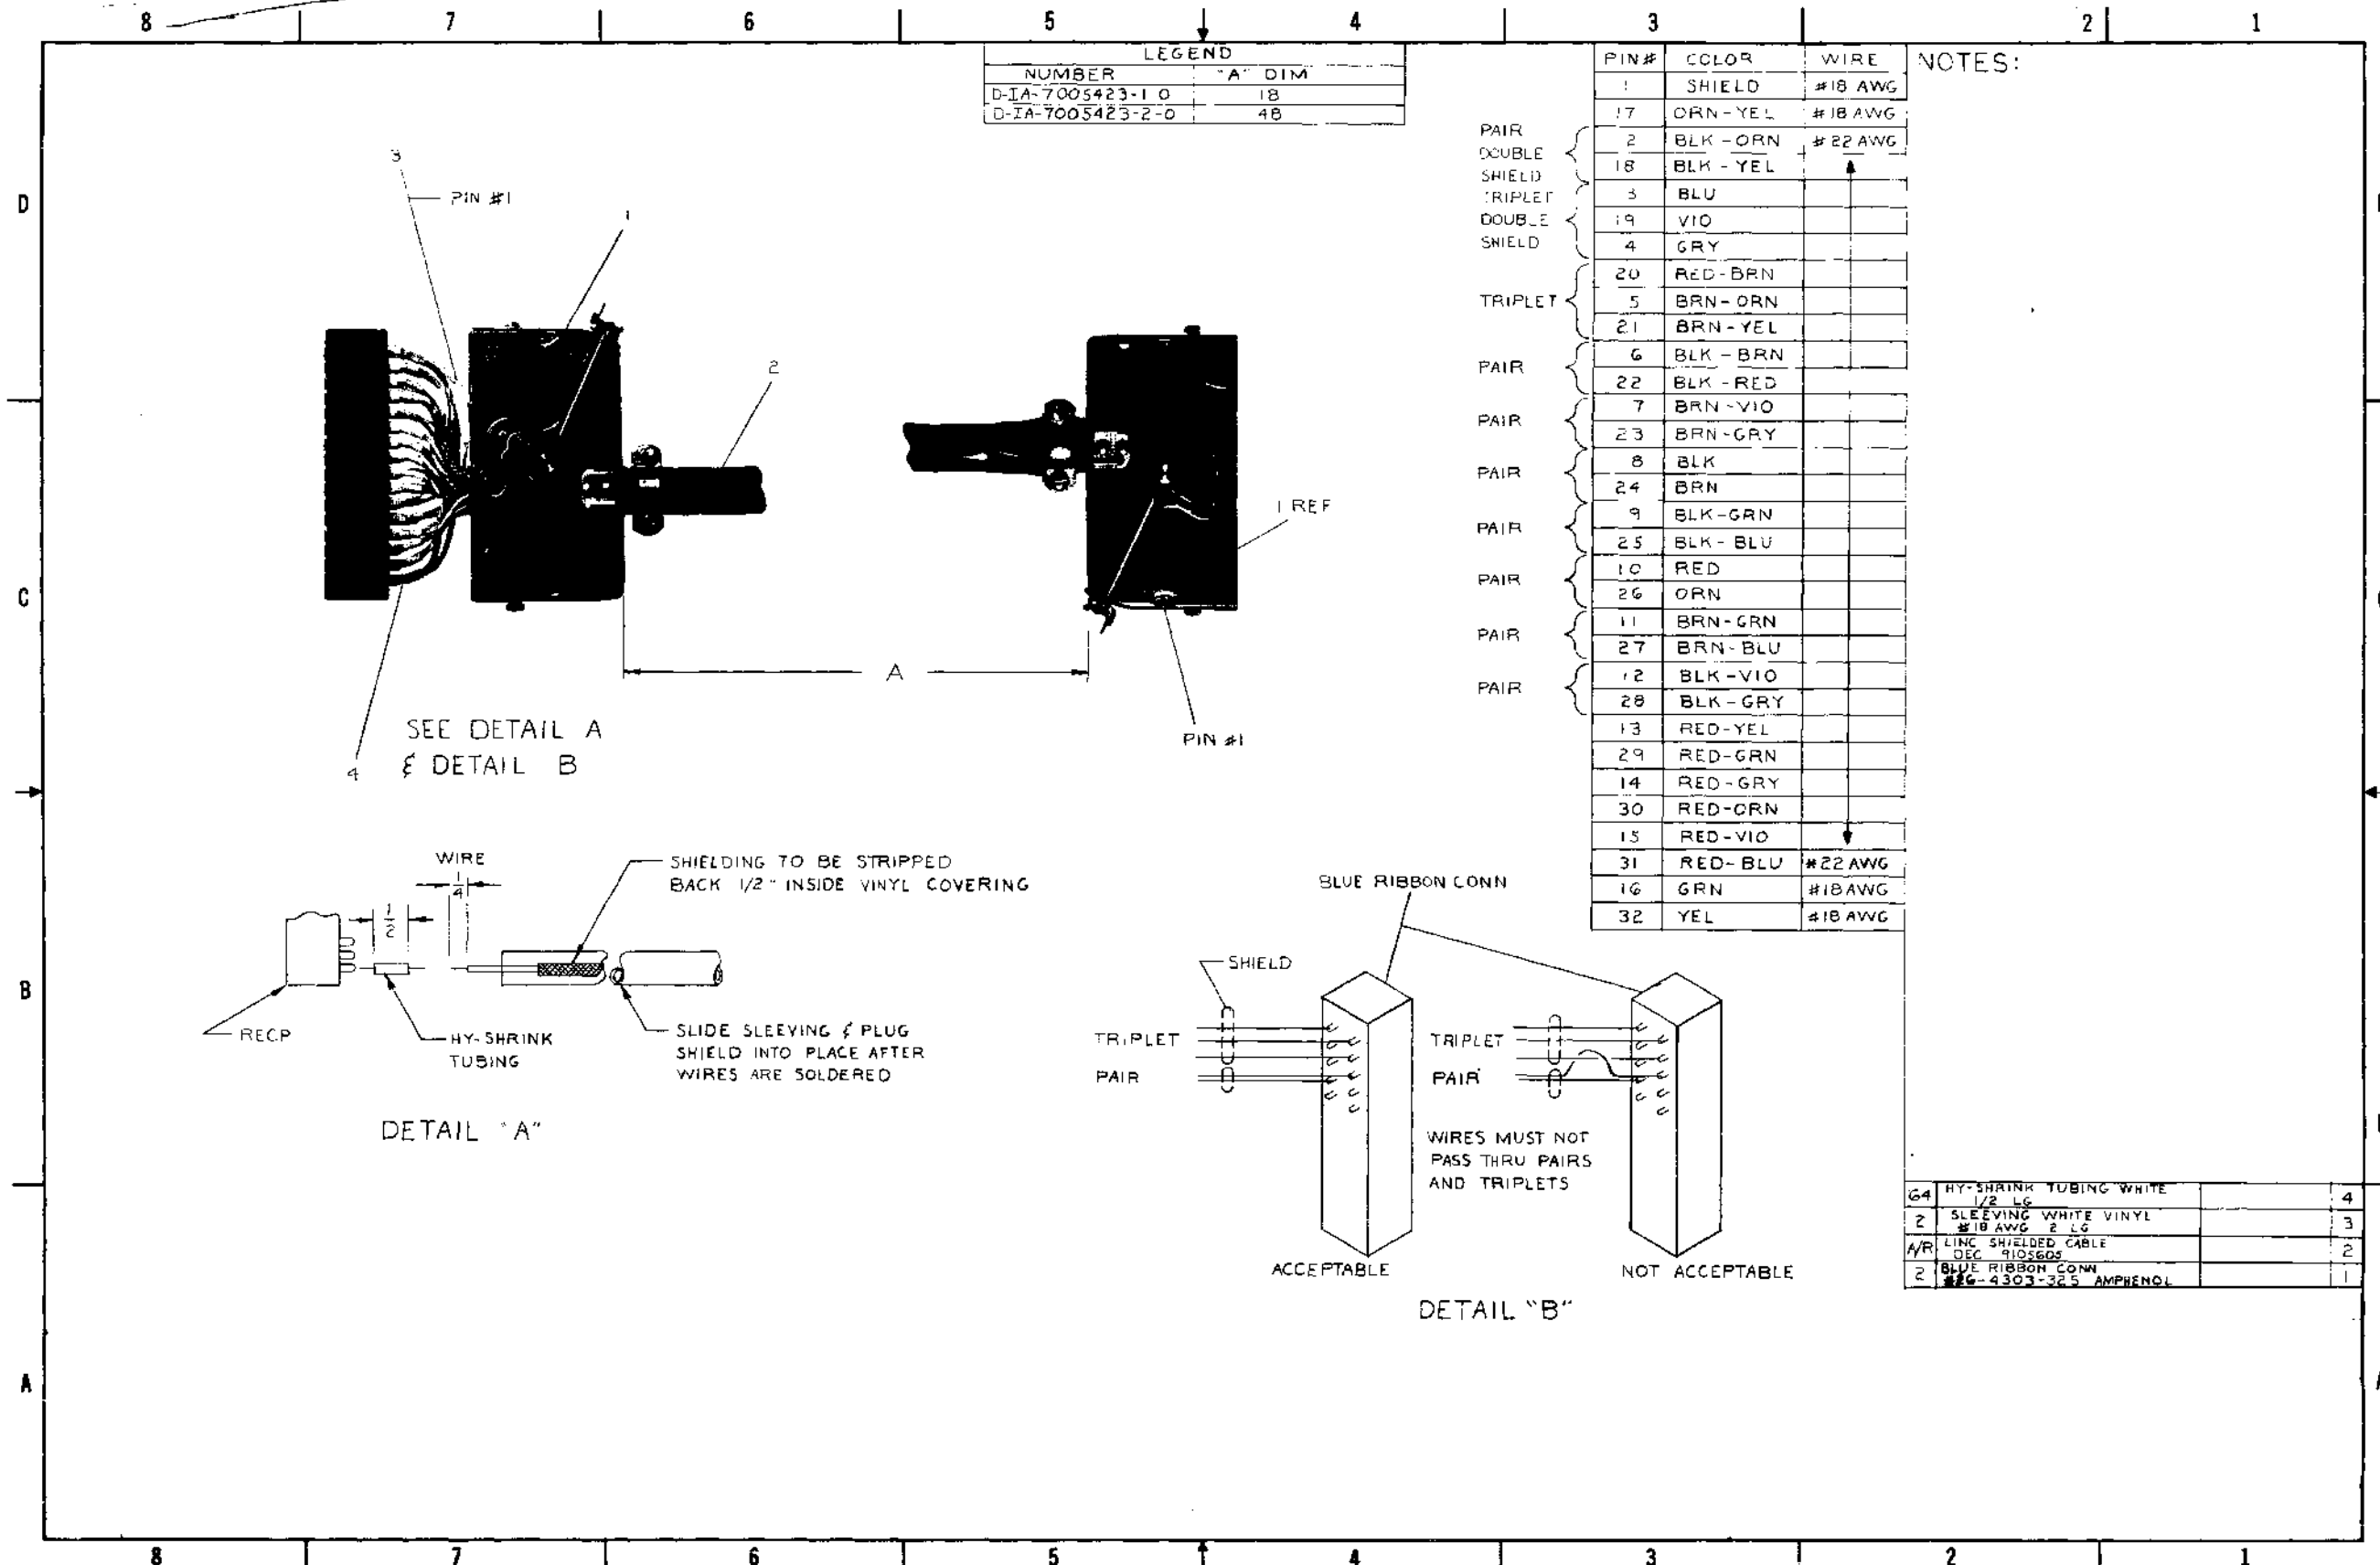 8 7 6 5 4 3 2 1
LEGEND
NUMBER "A" DIM
D-IA-7005423-1 0 18
D-IA-7005423-2-0 48
PIN# COLOR WIRE
1 SHIELD #18 AWG
17 ORN-YEL #18 AWG
2 BLK-ORN #22 AWG
18 BLK-YEL
3 BLU
19 VIO
4 GRY
20 RED-BRN
5 BRN-ORN
21 BRN-YEL
6 BLK-BRN
22 BLK-RED
7 BRN-VIO
23 BRN-GRY
8 BLK
24 BRN
9 BLK-GRN
25 BLK-BLU
10 RED
26 ORN
11 BRN-GRN
27 BRN-BLU
12 BLK-VIO
28 BLK-GRY
13 RED-YEL
29 RED-GRN
14 RED-GRY
30 RED-ORN
15 RED-VIO
31 RED-BLU #22 AWG
16 GRN #18 AWG
32 YEL #18 AWG
PAIR
DOUBLE
SHIELD
TRIPLET
DOUBLE
SHIELD
TRIPLET
PAIR
PAIR
PAIR
PAIR
PAIR
PAIR
PAIR
NOTES:
D
C
B
A
3
PIN #1
1
2
1 REF
A
PIN #1
4
SEE DETAIL A
& DETAIL B
WIRE
1/4
1/2
SHIELDING TO BE STRIPPED
BACK 1/2" INSIDE VINYL COVERING
RECP
HY-SHRINK
TUBING
SLIDE SLEEVING & PLUG
SHIELD INTO PLACE AFTER
WIRES ARE SOLDERED
DETAIL "A"
BLUE RIBBON CONN
SHIELD
TRIPLET
PAIR
TRIPLET
PAIR
WIRES MUST NOT
PASS THRU PAIRS
AND TRIPLETS
ACCEPTABLE
NOT ACCEPTABLE
DETAIL "B"
64 HY-SHRINK TUBING WHITE 4
1/2 LG
2 SLEEVING WHITE VINYL 3
#18 AWG 2 LG
A/R LINC SHIELDED CABLE 2
DEC 9105605
2 BLUE RIBBON CONN 1
#26-4303-32S AMPHENOL
8 7 6 5 4 3 2 1